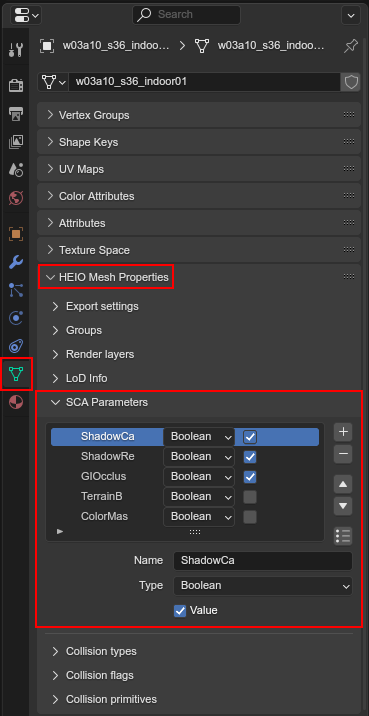 Search
w03a10_s36_indoo... > w03a10_s36_indoo...
w03a10_s36_indoor01
Vertex Groups
Shape Keys
UV Maps
Color Attributes
Attributes
Texture Space
HEIO Mesh Properties
Export settings
Groups
Render layers
LoD Info
SCA Parameters
ShadowCa Boolean
ShadowRe Boolean
GIOcclus Boolean
TerrainB Boolean
ColorMas Boolean
Name ShadowCa
Type Boolean
Value
Collision types
Collision flags
Collision primitives